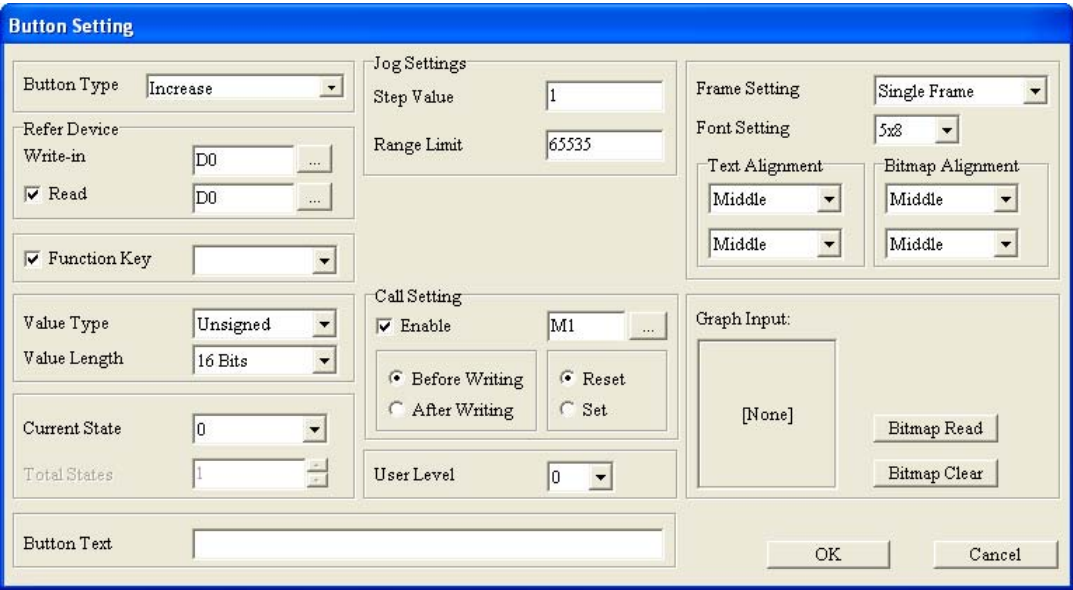 Button Setting
Button Type Increase
Refer Device
Write-in D0 ...
Read D0 ...
Function Key
Value Type Unsigned
Value Length 16 Bits
Current State 0
Total States 1
Button Text
Jog Settings
Step Value 1
Range Limit 65535
Call Setting
Enable M1 ...
Before Writing
After Writing
Reset
Set
User Level 0
Frame Setting Single Frame
Font Setting 5x8
Text Alignment
Middle
Middle
Bitmap Alignment
Middle
Middle
Graph Input:
[None]
Bitmap Read
Bitmap Clear
OK
Cancel